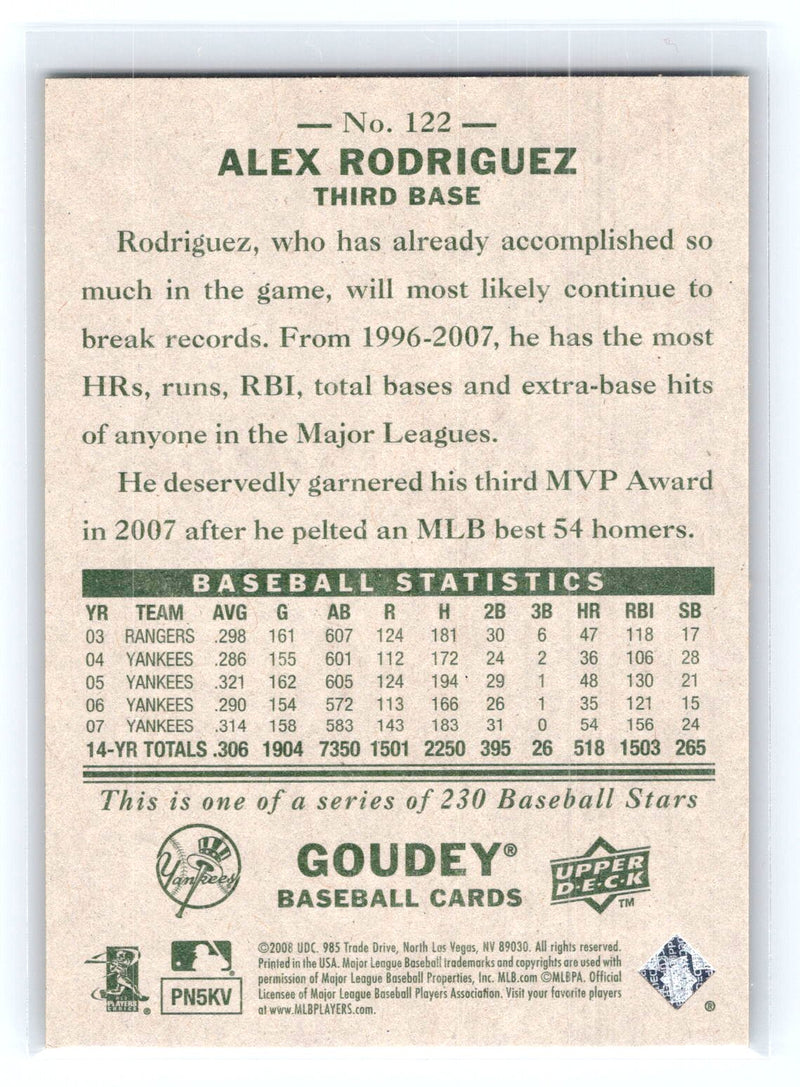 — No. 122 —
ALEX RODRIGUEZ
THIRD BASE
Rodriguez, who has already accomplished so
much in the game, will most likely continue to
break records. From 1996-2007, he has the most
HRs, runs, RBI, total bases and extra-base hits
of anyone in the Major Leagues.
He deservedly garnered his third MVP Award
in 2007 after he pelted an MLB best 54 homers.
BASEBALL STATISTICS
YR TEAM AVG G AB R H 2B 3B HR RBI SB
03 RANGERS .298 161 607 124 181 30 6 47 118 17
04 YANKEES .286 155 601 112 172 24 2 36 106 28
05 YANKEES .321 162 605 124 194 29 1 48 130 21
06 YANKEES .290 154 572 113 166 26 1 35 121 15
07 YANKEES .314 158 583 143 183 31 0 54 156 24
14-YR TOTALS .306 1904 7350 1501 2250 395 26 518 1503 265
This is one of a series of 230 Baseball Stars
Yankees
GOUDEY®
BASEBALL CARDS
UPPER
D·E·C·K
™
PLAYERS
CHOICE
®
PN5KV
©2008 UDC. 985 Trade Drive, North Las Vegas, NV 89030. All rights reserved.
Printed in the USA. Major League Baseball trademarks and copyrights are used with
permission of Major League Baseball Properties, Inc. MLB.com ©MLBPA. Official
Licensee of Major League Baseball Players Association. Visit your favorite players
at www.MLBPLAYERS.com.
®